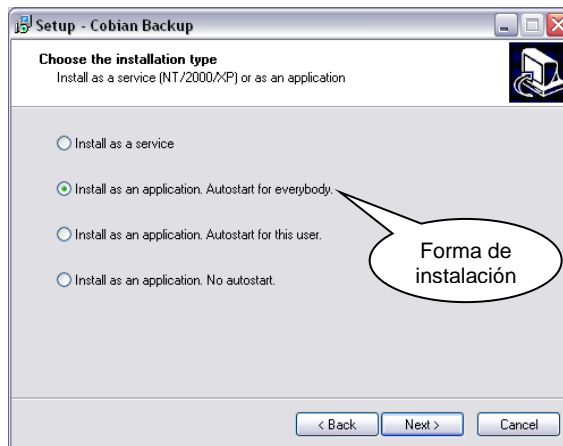 Setup - Cobian Backup
Choose the installation type
Install as a service (NT/2000/XP) or as an application
Install as a service
Install as an application. Autostart for everybody.
Install as an application. Autostart for this user.
Install as an application. No autostart.
Forma de
instalación
< Back
Next >
Cancel